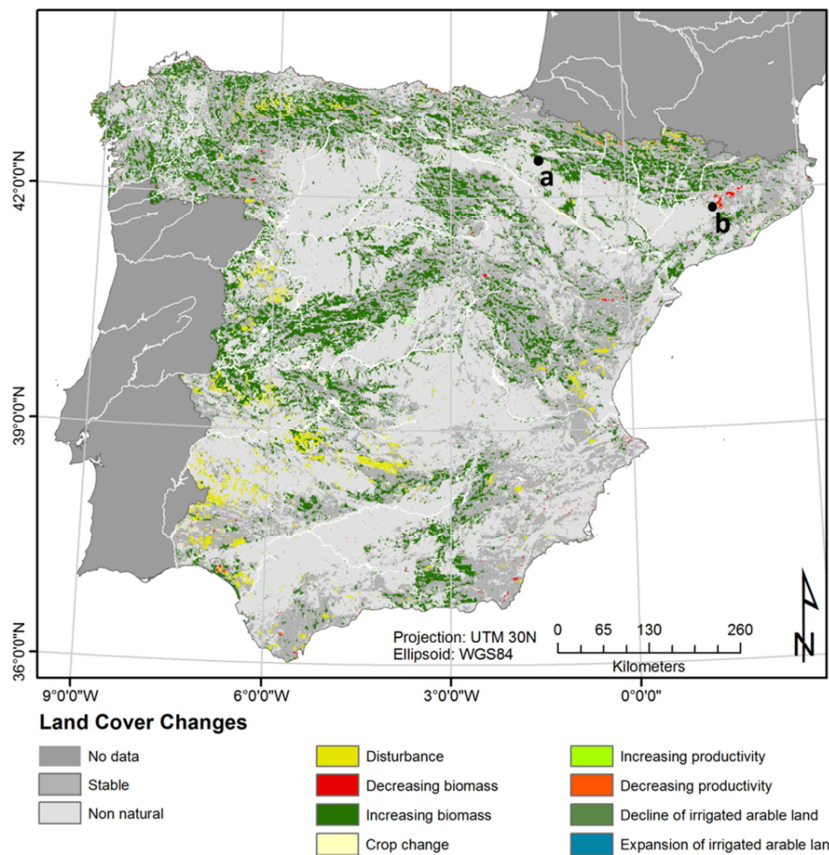 42°0'0"N
39°0'0"N
36°0'0"N
a
b
Projection: UTM 30N
Ellipsoid: WGS84
0 65 130 260
Kilometers
N
9°0'0"W 6°0'0"W 3°0'0"W 0°0'0"
Land Cover Changes
No data
Stable
Non natural
Disturbance
Decreasing biomass
Increasing biomass
Crop change
Increasing productivity
Decreasing productivity
Decline of irrigated arable land
Expansion of irrigated arable lan